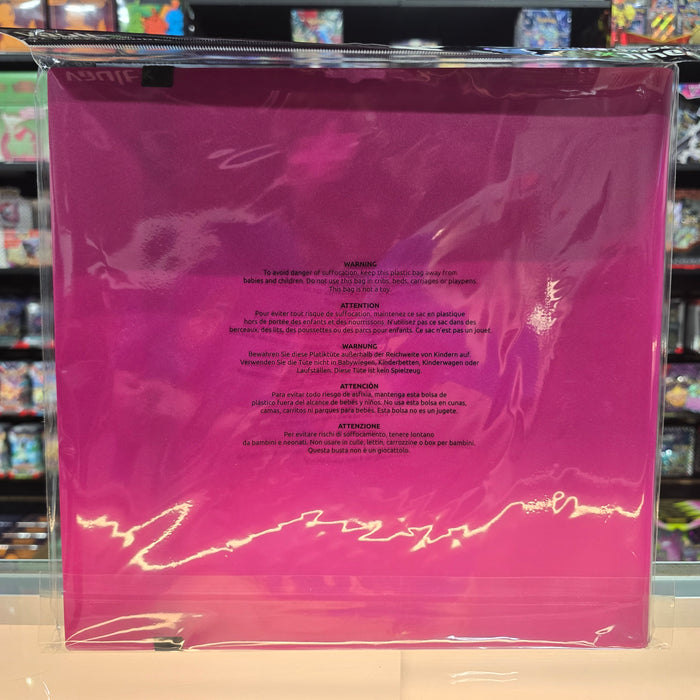 vault
WARNING
To avoid danger of suffocation, keep this plastic bag away from
babies and children. Do not use this bag in cribs, beds, carriages or playpens.
This bag is not a toy.
ATTENTION
Pour éviter tout risque de suffocation, maintenez ce sac en plastique
hors de portée des enfants et des nourrissons. N'utilisez pas ce sac dans des
berceaux, des lits, des poussettes ou des parcs pour enfants. Ce sac n'est pas un jouet.
WARNUNG
Bewahren Sie diese Platiktüte außerhalb der Reichweite von Kindern auf.
Verwenden Sie die Tüte nicht in Babywiegen, Kinderbetten, Kinderwagen oder
Laufställen. Diese Tüte ist kein Spielzeug.
ATTENCIÓN
Para evitar todo riesgo de asfixia, mantenga esta bolsa de
plástico fuera del alcance de bebés y niños. No usa esta bolsa en cunas,
camas, carritos ni parques para bebés. Esta bolsa no es un jugete.
ATTENZIONE
Per evitare rischi di soffocamento, tenere lontano
da bambini e neonati. Non usare in culle, lettin, carrozzine o box per bambini.
Questa busta non è un giocattolo.